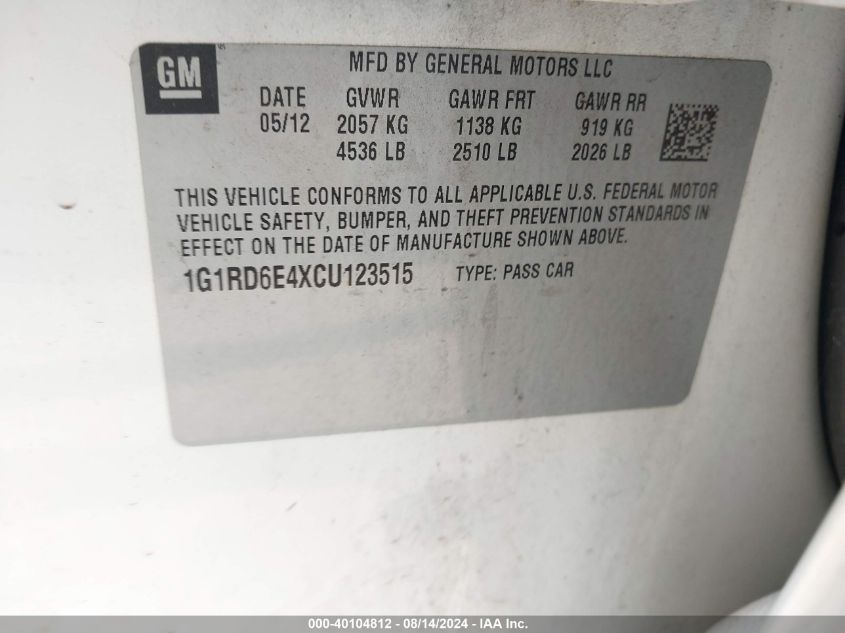 GM
MFD BY GENERAL MOTORS LLC
DATE GVWR GAWR FRT GAWR RR
05/12 2057 KG 1138 KG 919 KG
4536 LB 2510 LB 2026 LB
THIS VEHICLE CONFORMS TO ALL APPLICABLE U.S. FEDERAL MOTOR
VEHICLE SAFETY, BUMPER, AND THEFT PREVENTION STANDARDS IN
EFFECT ON THE DATE OF MANUFACTURE SHOWN ABOVE.
1G1RD6E4XCU123515 TYPE: PASS CAR
000-40104812 - 08/14/2024 - IAA Inc.